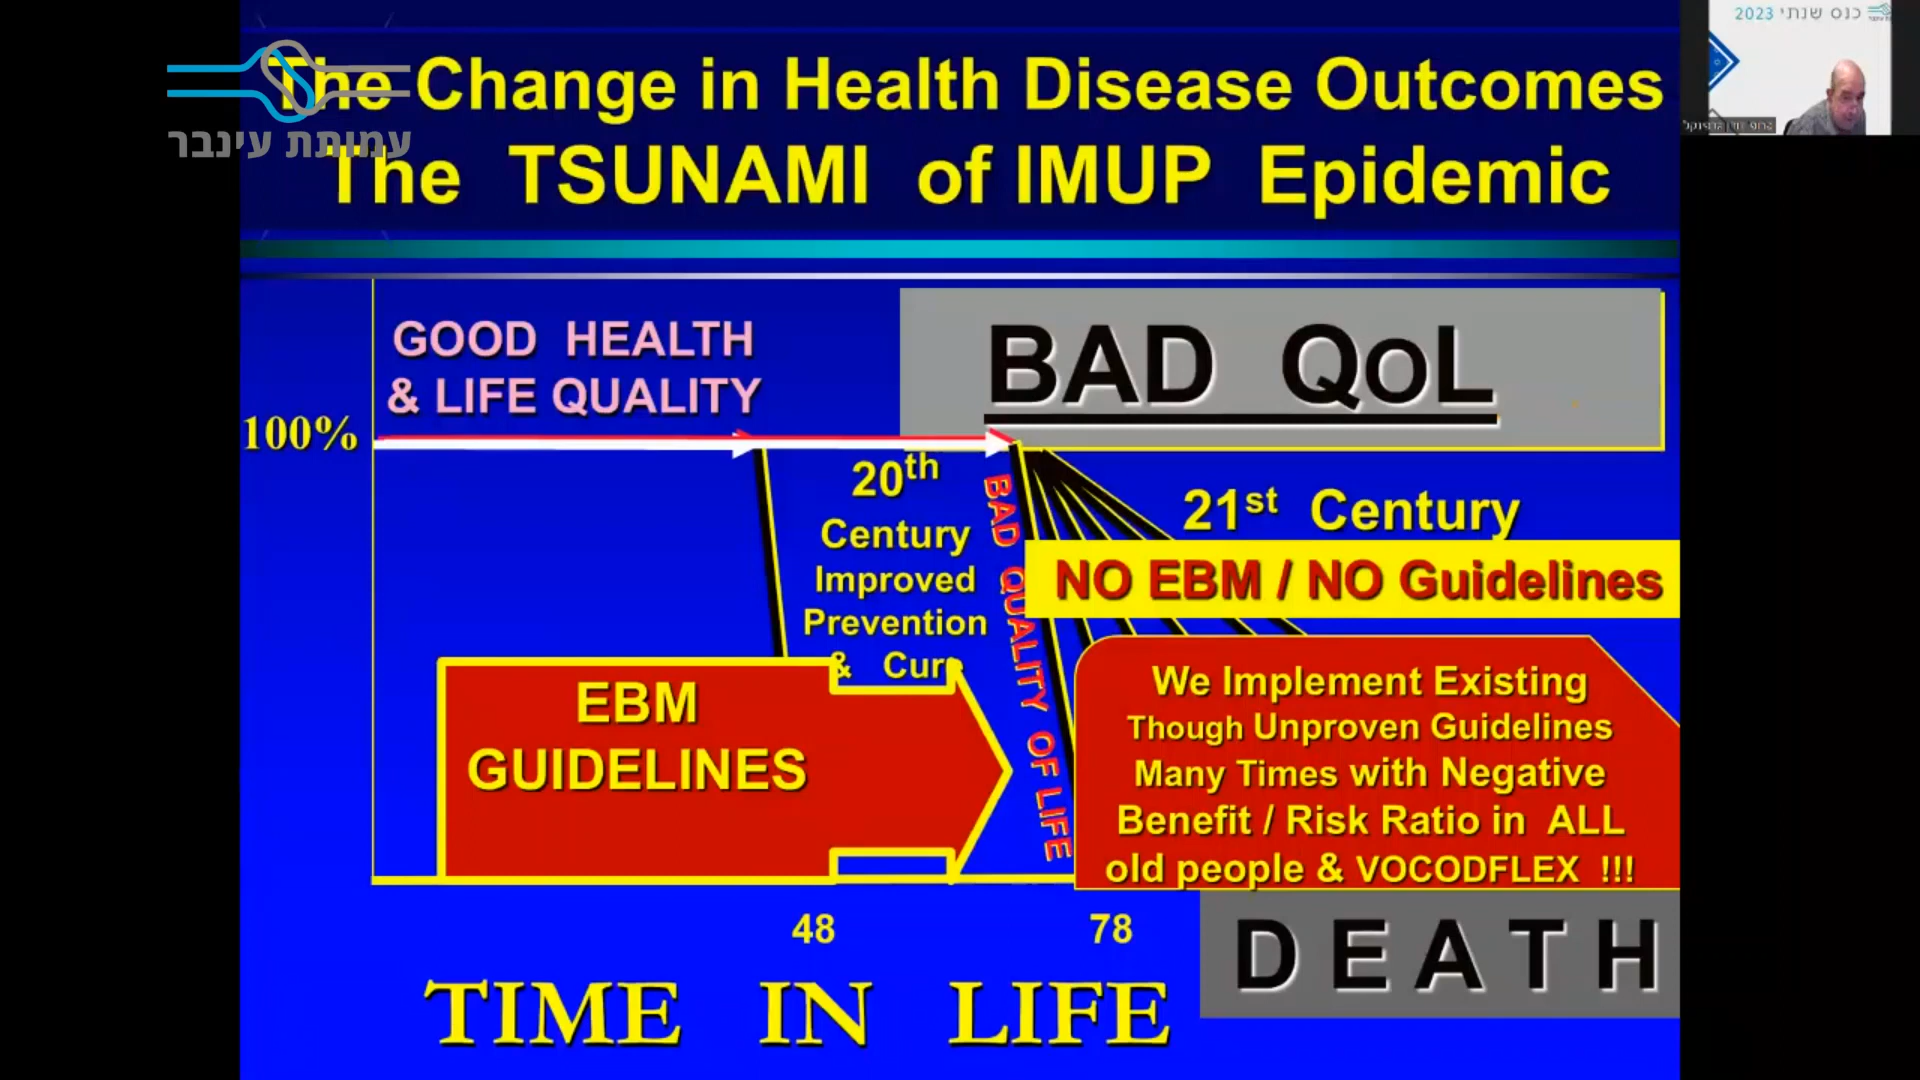 The Change in Health Disease Outcomes
The TSUNAMI of IMUP Epidemic
עמותת עינבר
כנס שנתי 2023
GOOD HEALTH
& LIFE QUALITY
BAD QoL
100%
20th
Century
Improved
Prevention
& Cure
BAD QUALITY OF LIFE
21st Century
NO EBM / NO Guidelines
EBM
GUIDELINES
We Implement Existing
Though Unproven Guidelines
Many Times with Negative
Benefit / Risk Ratio in ALL
old people & VOCODFLEX !!!
48
78
DEATH
TIME IN LIFE